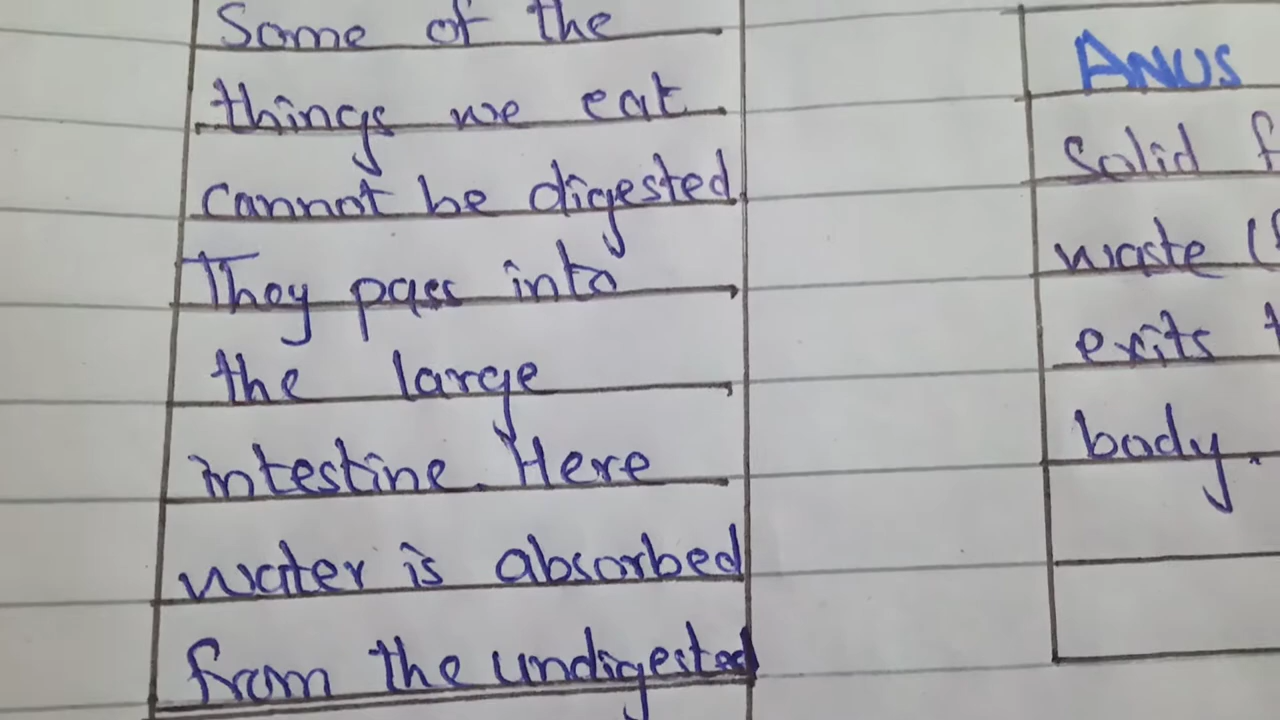 Some of the
things we eat
cannot be digested.
They pass into
the large
intestine. Here
water is absorbed
from the undigested
ANUS
Solid
waste
exits
body.